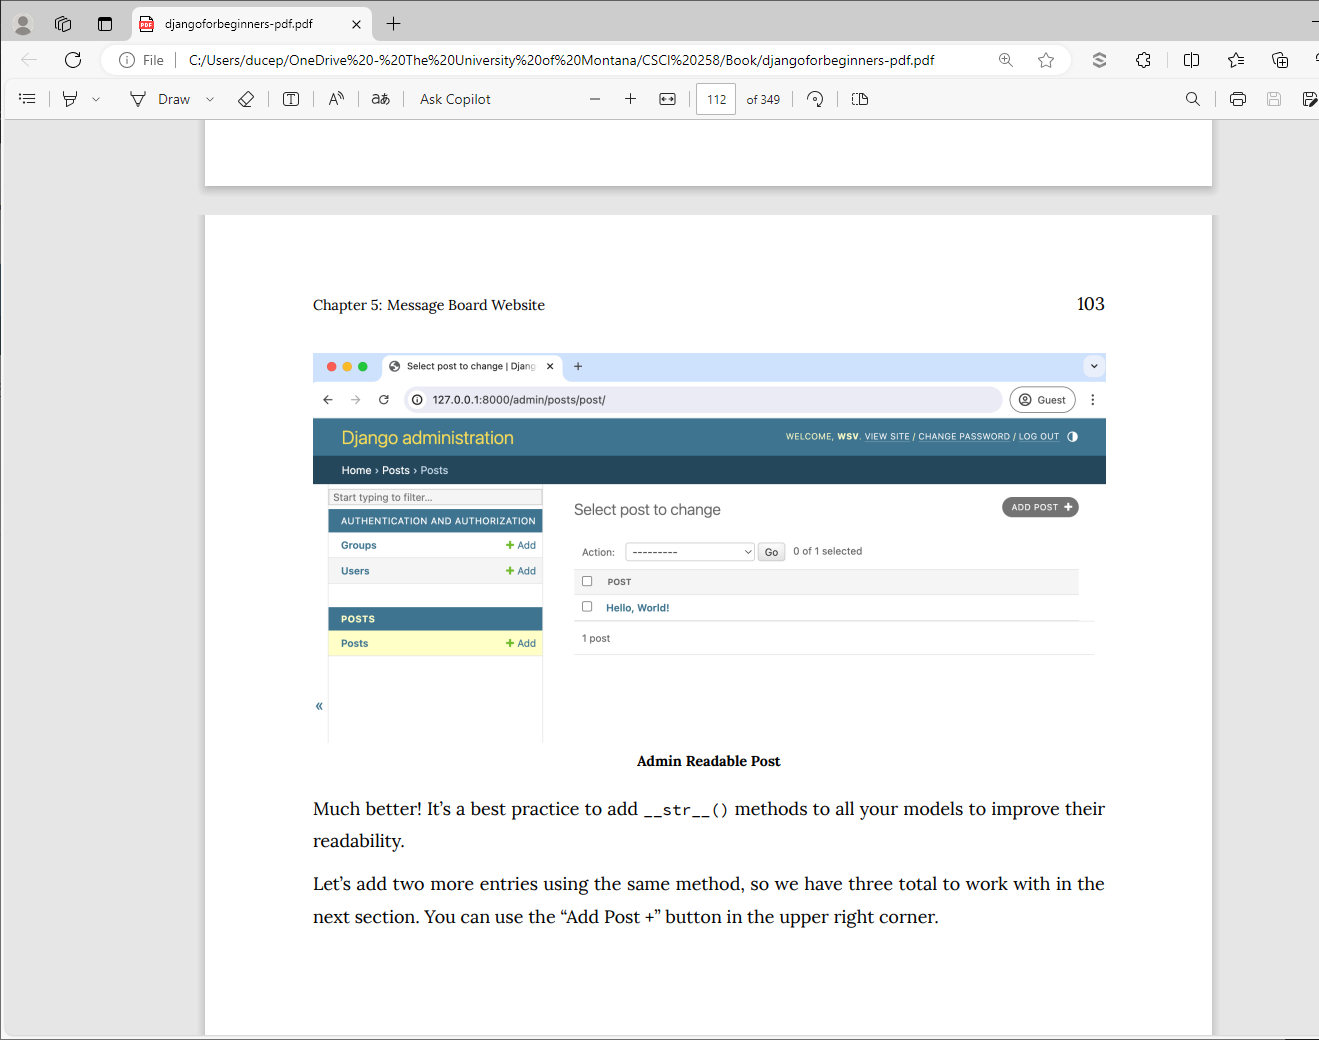 djangoforbeginners-pdf.pdf
File
C:/Users/ducep/OneDrive%20-%20The%20University%20of%20Montana/CSCI%20258/Book/djangoforbeginners-pdf.pdf
Draw
Ask Copilot
112 of 349
Chapter 5: Message Board Website 103
Select post to change | Djang
127.0.0.1:8000/admin/posts/post/
Guest
Django administration
WELCOME, WSV. VIEW SITE / CHANGE PASSWORD / LOG OUT
Home › Posts › Posts
Start typing to filter...
AUTHENTICATION AND AUTHORIZATION
Groups + Add
Users + Add
POSTS
Posts + Add
«
Select post to change
ADD POST +
Action: --------- Go 0 of 1 selected
POST
Hello, World!
1 post
Admin Readable Post
Much better! It’s a best practice to add __str__() methods to all your models to improve their
readability.
Let’s add two more entries using the same method, so we have three total to work with in the
next section. You can use the “Add Post +” button in the upper right corner.